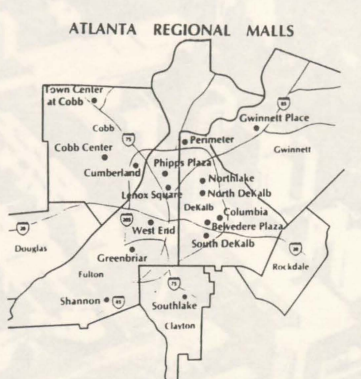 ATLANTA REGIONAL MALLS
Town Center
at Cobb
85
Gwinnett Place
Cobb
75
Perimeter
Gwinnett
Cobb Center
Phipps Plaza
Cumberland
Northlake
Lenox Square
North DeKalb
DeKalb
Columbia
285
West End
Belvedere Plaza
20
South DeKalb
Douglas
20
Greenbriar
Rockdale
Fulton
75
Shannon
85
Southlake
Clayton